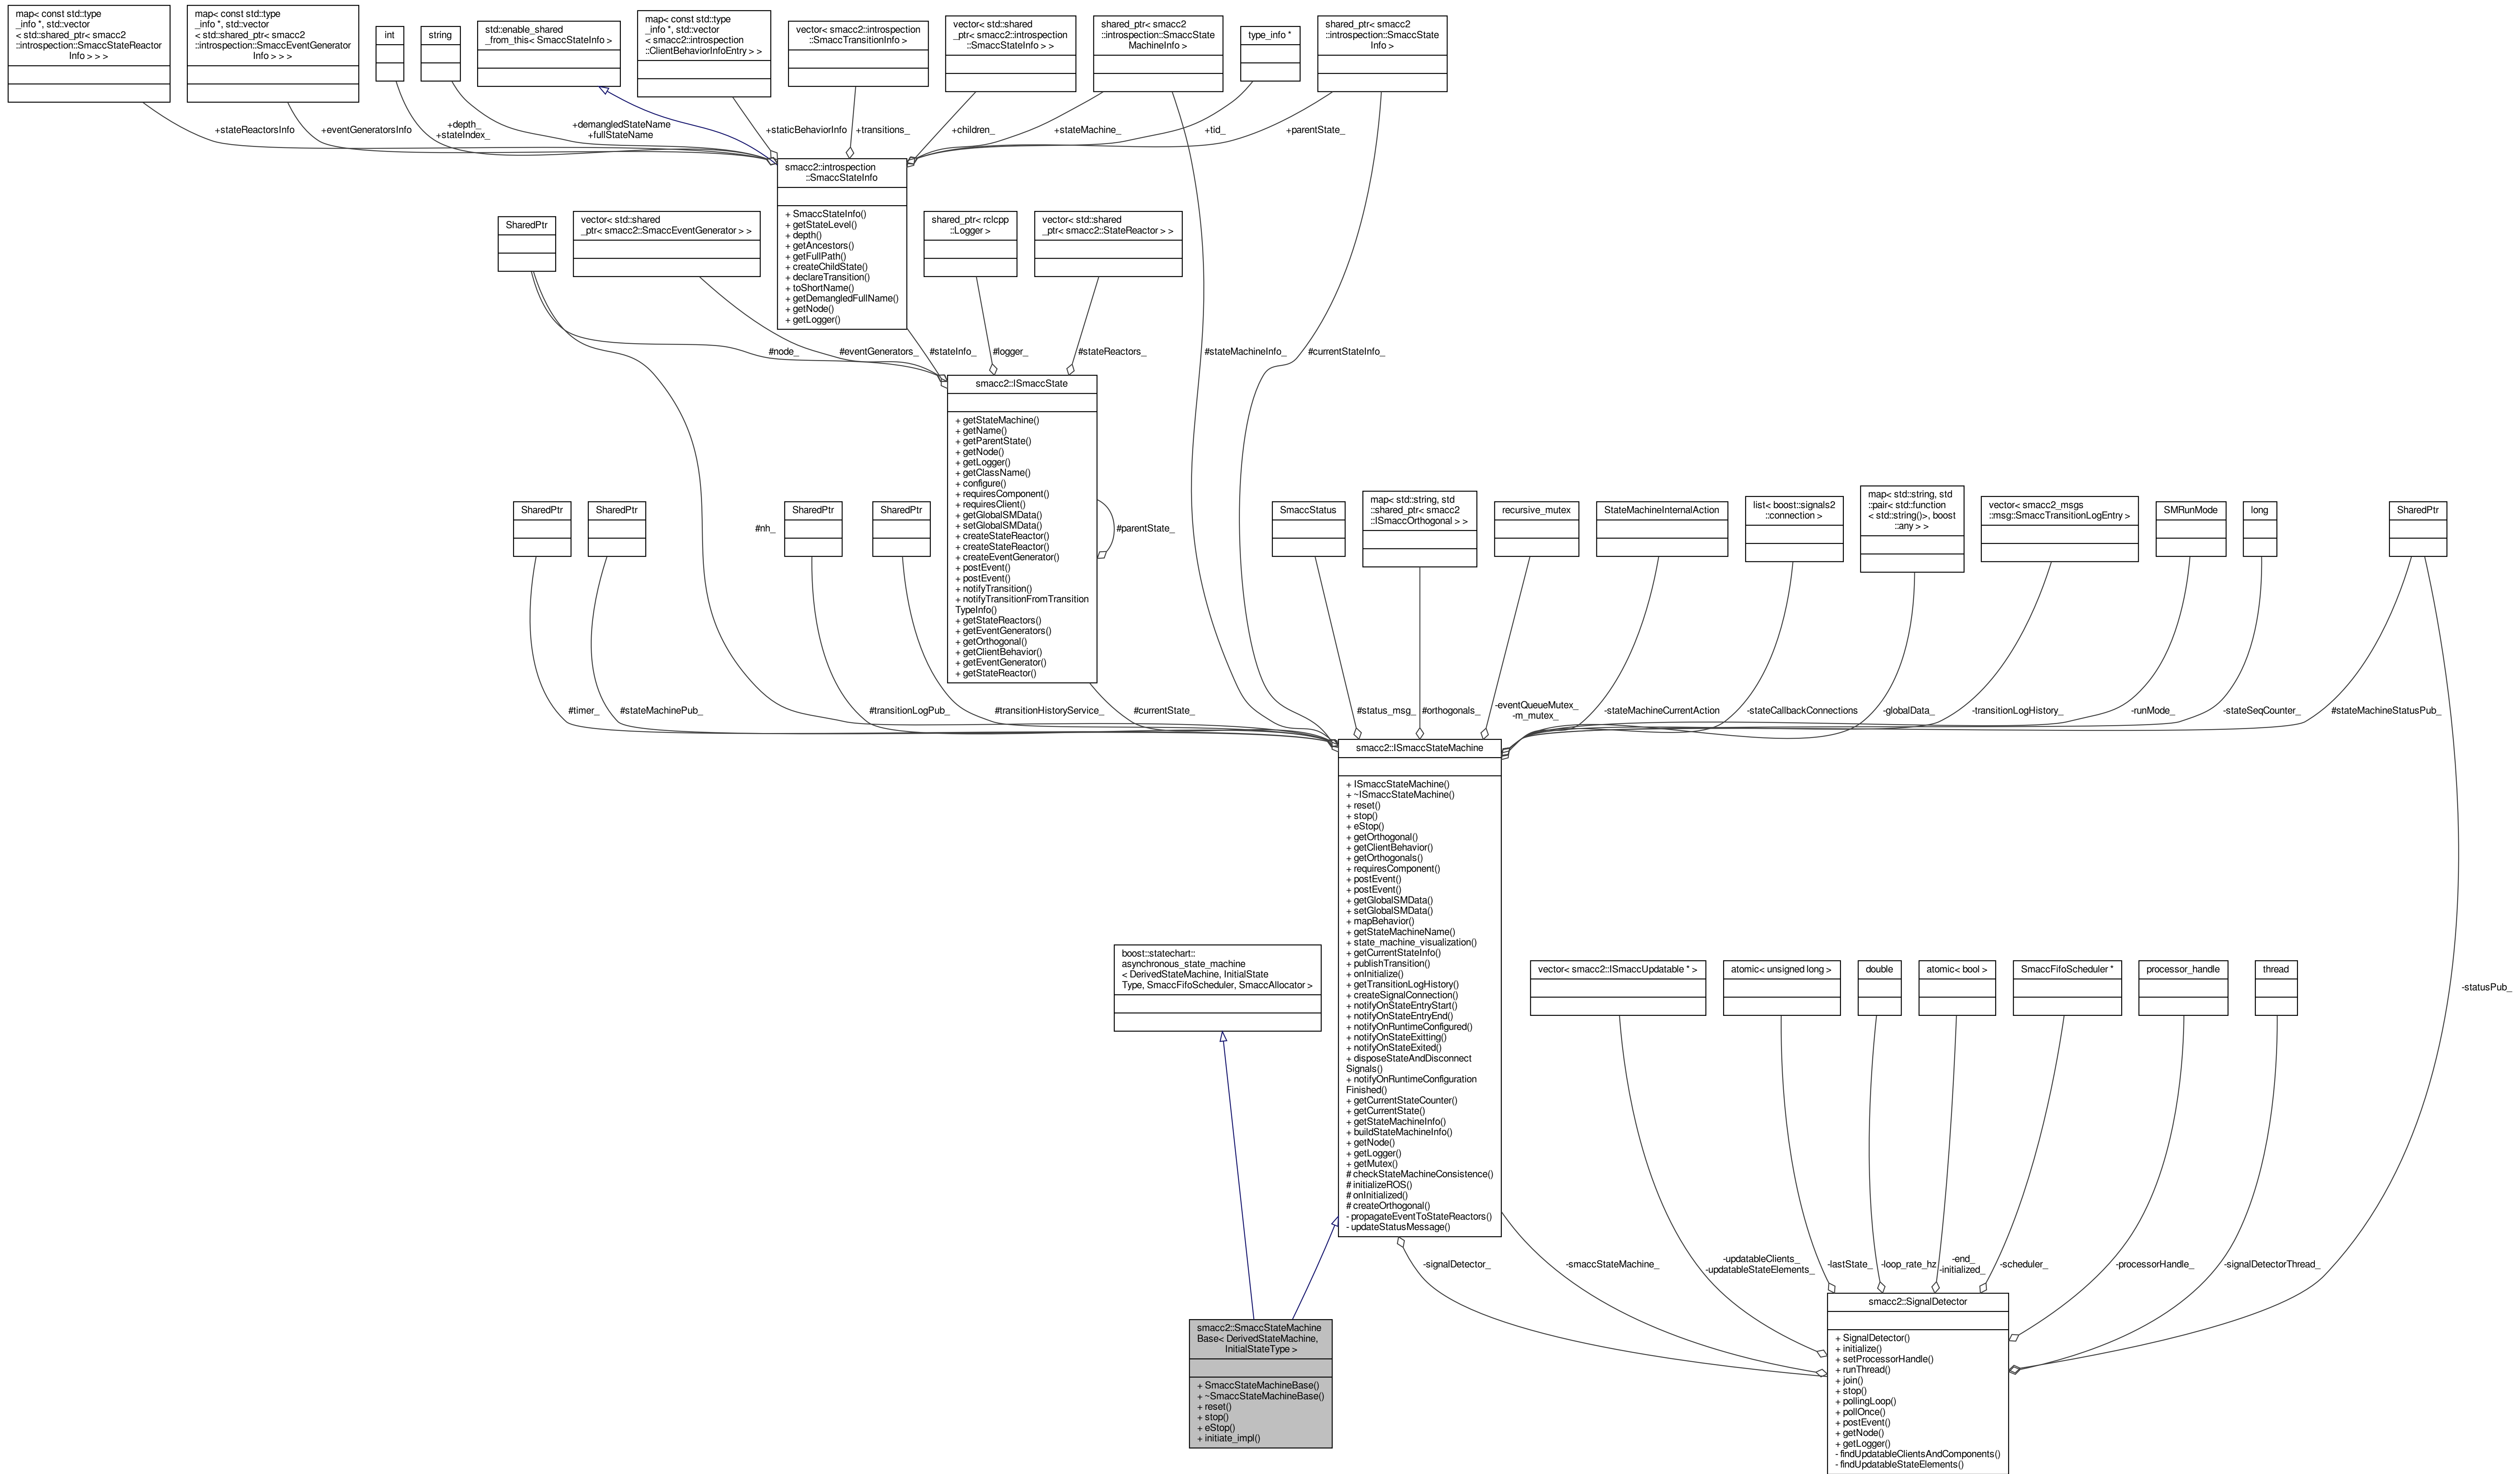 map< const std::type
_info *, std::vector
< std::shared_ptr< smacc2
::introspection::SmaccStateReactor
Info > > >
map< const std::type
_info *, std::vector
< std::shared_ptr< smacc2
::introspection::SmaccEventGenerator
Info > > >
int
string
std::enable_shared
_from_this< SmaccStateInfo >
map< const std::type
_info *, std::vector
< smacc2::introspection
::ClientBehaviorInfoEntry > >
vector< smacc2::introspection
::SmaccTransitionInfo >
vector< std::shared
_ptr< smacc2::introspection
::SmaccStateInfo > >
shared_ptr< smacc2
::introspection::SmaccState
MachineInfo >
type_info *
shared_ptr< smacc2
::introspection::SmaccState
Info >
+stateReactorsInfo
+eventGeneratorsInfo
+depth_
+stateIndex_
+demangledStateName
+fullStateName
+staticBehaviorInfo
+transitions_
+children_
+stateMachine_
+tid_
+parentState_
smacc2::introspection
::SmaccStateInfo
+ SmaccStateInfo()
+ getStateLevel()
+ depth()
+ getAncestors()
+ getFullPath()
+ createChildState()
+ declareTransition()
+ toShortName()
+ getDemangledFullName()
+ getNode()
+ getLogger()
SharedPtr
vector< std::shared
_ptr< smacc2::SmaccEventGenerator > >
shared_ptr< rclcpp
::Logger >
vector< std::shared
_ptr< smacc2::StateReactor > >
#node_
#eventGenerators_
#stateInfo_
#logger_
#stateReactors_
#stateMachineInfo_
#currentStateInfo_
smacc2::ISmaccState
+ getStateMachine()
+ getName()
+ getParentState()
+ getNode()
+ getLogger()
+ getClassName()
+ configure()
+ requiresComponent()
+ requiresClient()
+ getGlobalSMData()
+ setGlobalSMData()
+ createStateReactor()
+ createStateReactor()
+ createEventGenerator()
+ postEvent()
+ postEvent()
+ notifyTransition()
+ notifyTransitionFromTransition
TypeInfo()
+ getStateReactors()
+ getEventGenerators()
+ getOrthogonal()
+ getClientBehavior()
+ getEventGenerator()
+ getStateReactor()
#parentState_
SharedPtr
SharedPtr
#nh_
SharedPtr
SharedPtr
SmaccStatus
map< std::string, std
::shared_ptr< smacc2
::ISmaccOrthogonal > >
recursive_mutex
StateMachineInternalAction
list< boost::signals2
::connection >
map< std::string, std
::pair< std::function
< std::string()>, boost
::any > >
vector< smacc2_msgs
::msg::SmaccTransitionLogEntry >
SMRunMode
long
SharedPtr
#timer_
#stateMachinePub_
#transitionLogPub_
#transitionHistoryService_
#currentState_
#status_msg_
#orthogonals_
-eventQueueMutex_
-m_mutex_
-stateMachineCurrentAction
-stateCallbackConnections
-globalData_
-transitionLogHistory_
-runMode_
-stateSeqCounter_
#stateMachineStatusPub_
smacc2::ISmaccStateMachine
+ ISmaccStateMachine()
+ ~ISmaccStateMachine()
+ reset()
+ stop()
+ eStop()
+ getOrthogonal()
+ getClientBehavior()
+ getOrthogonals()
+ requiresComponent()
+ postEvent()
+ postEvent()
+ getGlobalSMData()
+ setGlobalSMData()
+ mapBehavior()
+ getStateMachineName()
+ state_machine_visualization()
+ getCurrentStateInfo()
+ publishTransition()
+ onInitialize()
+ getTransitionLogHistory()
+ createSignalConnection()
+ notifyOnStateEntryStart()
+ notifyOnStateEntryEnd()
+ notifyOnRuntimeConfigured()
+ notifyOnStateExitting()
+ notifyOnStateExited()
+ disposeStateAndDisconnect
Signals()
+ notifyOnRuntimeConfiguration
Finished()
+ getCurrentStateCounter()
+ getCurrentState()
+ getStateMachineInfo()
+ buildStateMachineInfo()
+ getNode()
+ getLogger()
+ getMutex()
# checkStateMachineConsistence()
# initializeROS()
# onInitialized()
# createOrthogonal()
- propagateEventToStateReactors()
- updateStatusMessage()
boost::statechart::
asynchronous_state_machine
< DerivedStateMachine, InitialState
Type, SmaccFifoScheduler, SmaccAllocator >
vector< smacc2::ISmaccUpdatable * >
atomic< unsigned long >
double
atomic< bool >
SmaccFifoScheduler *
processor_handle
thread
-statusPub_
-signalDetector_
-smaccStateMachine_
-updatableClients_
-updatableStateElements_
-lastState_
-loop_rate_hz
-end_
-initialized_
-scheduler_
-processorHandle_
-signalDetectorThread_
smacc2::SmaccStateMachine
Base< DerivedStateMachine,
InitialStateType >
+ SmaccStateMachineBase()
+ ~SmaccStateMachineBase()
+ reset()
+ stop()
+ eStop()
+ initiate_impl()
smacc2::SignalDetector
+ SignalDetector()
+ initialize()
+ setProcessorHandle()
+ runThread()
+ join()
+ stop()
+ pollingLoop()
+ pollOnce()
+ postEvent()
+ getNode()
+ getLogger()
- findUpdatableClientsAndComponents()
- findUpdatableStateElements()